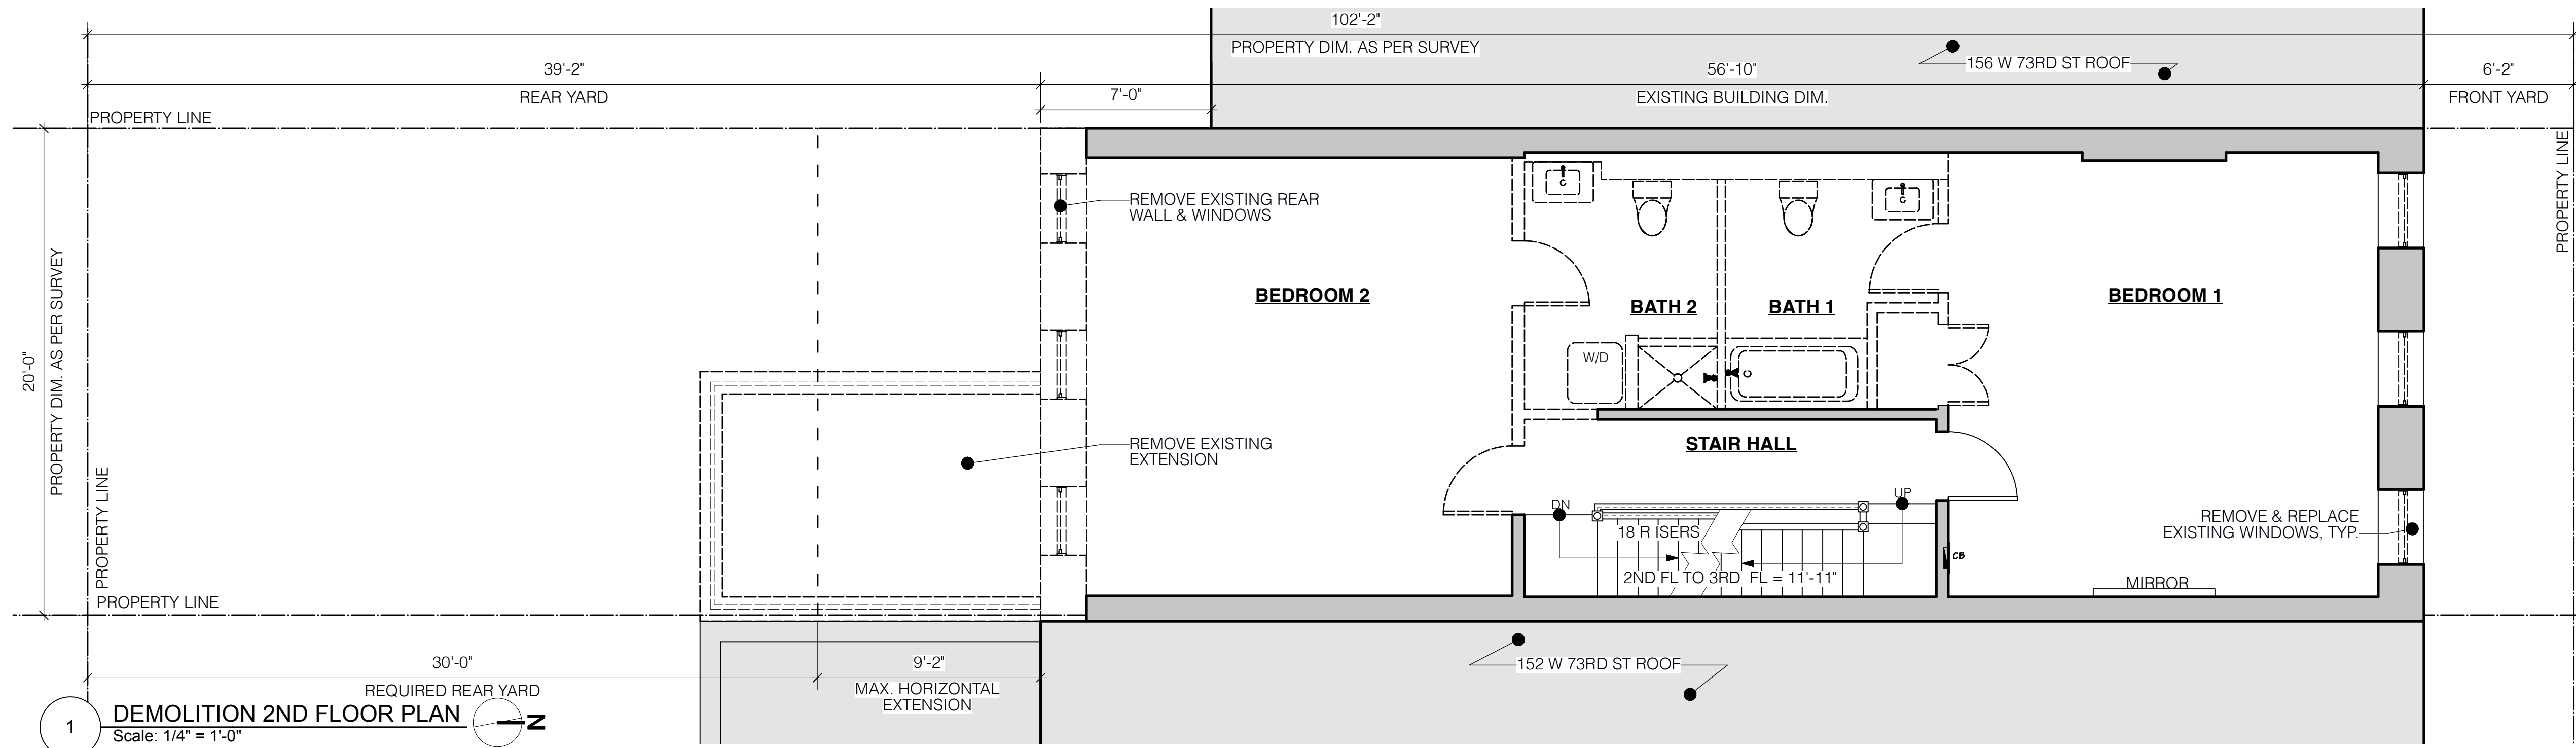 102'-2"
PROPERTY DIM. AS PER SURVEY
156 W 73RD ST ROOF
39'-2"
REAR YARD
7'-0"
56'-10"
EXISTING BUILDING DIM.
6'-2"
FRONT YARD
PROPERTY LINE
PROPERTY LINE
20'-0"
PROPERTY DIM. AS PER SURVEY
PROPERTY LINE
REMOVE EXISTING REAR
WALL & WINDOWS
C
C
BEDROOM 2
BATH 2
BATH 1
BEDROOM 1
W/D
C
REMOVE EXISTING
EXTENSION
STAIR HALL
DN
UP
18 R ISERS
2ND FL TO 3RD FL = 11'-11"
CB
REMOVE & REPLACE
EXISTING WINDOWS, TYP.
MIRROR
PROPERTY LINE
152 W 73RD ST ROOF
30'-0"
REQUIRED REAR YARD
9'-2"
MAX. HORIZONTAL
EXTENSION
1
DEMOLITION 2ND FLOOR PLAN
Scale: 1/4" = 1'-0"
N